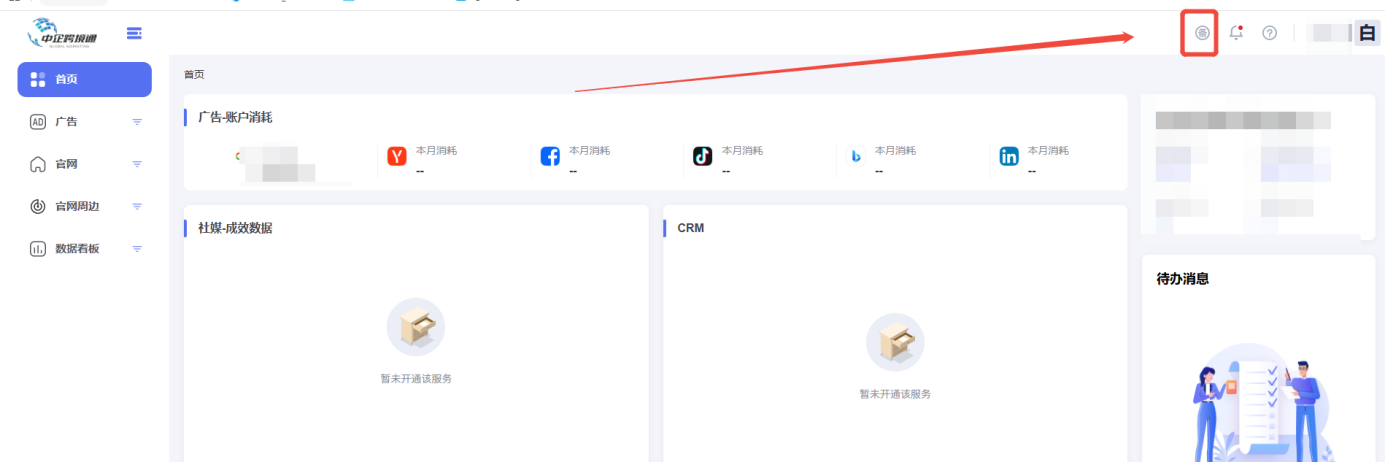 中企跨境通
GLOBAL MARKETING
白
首页
AD 广告
官网
官网周边
数据看板
首页
广告-账户消耗
本月消耗
--
本月消耗
--
本月消耗
--
本月消耗
--
本月消耗
--
社媒-成效数据
暂未开通该服务
CRM
暂未开通该服务
待办消息